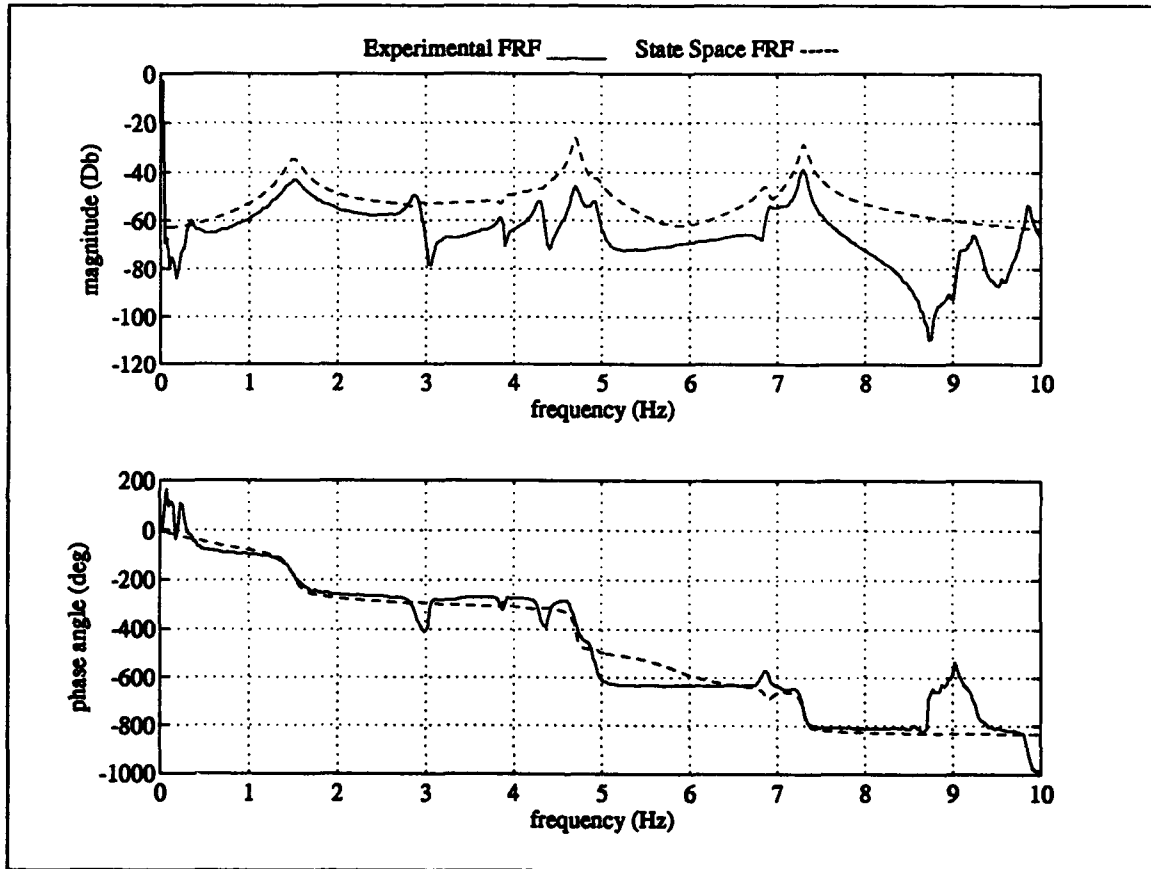 Experimental FRF ____ State Space FRF ----
0
-20
-40
-60
-80
-100
-120
magnitude (Db)
0 1 2 3 4 5 6 7 8 9 10
frequency (Hz)
200
0
-200
-400
-600
-800
-1000
phase angle (deg)
0 1 2 3 4 5 6 7 8 9 10
frequency (Hz)